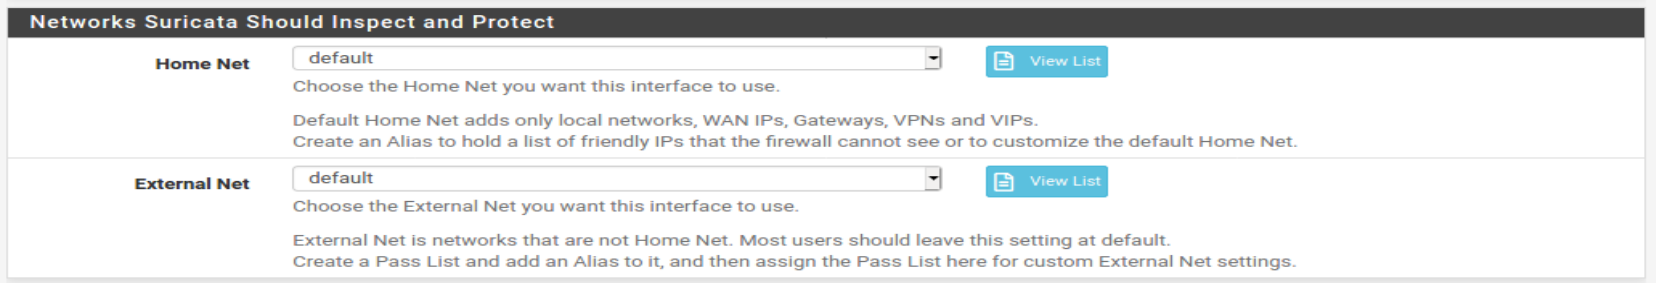 Networks Suricata Should Inspect and Protect
Home Net
default
View List
Choose the Home Net you want this interface to use.
Default Home Net adds only local networks, WAN IPs, Gateways, VPNs and VIPs.
Create an Alias to hold a list of friendly IPs that the firewall cannot see or to customize the default Home Net.
External Net
default
View List
Choose the External Net you want this interface to use.
External Net is networks that are not Home Net. Most users should leave this setting at default.
Create a Pass List and add an Alias to it, and then assign the Pass List here for custom External Net settings.